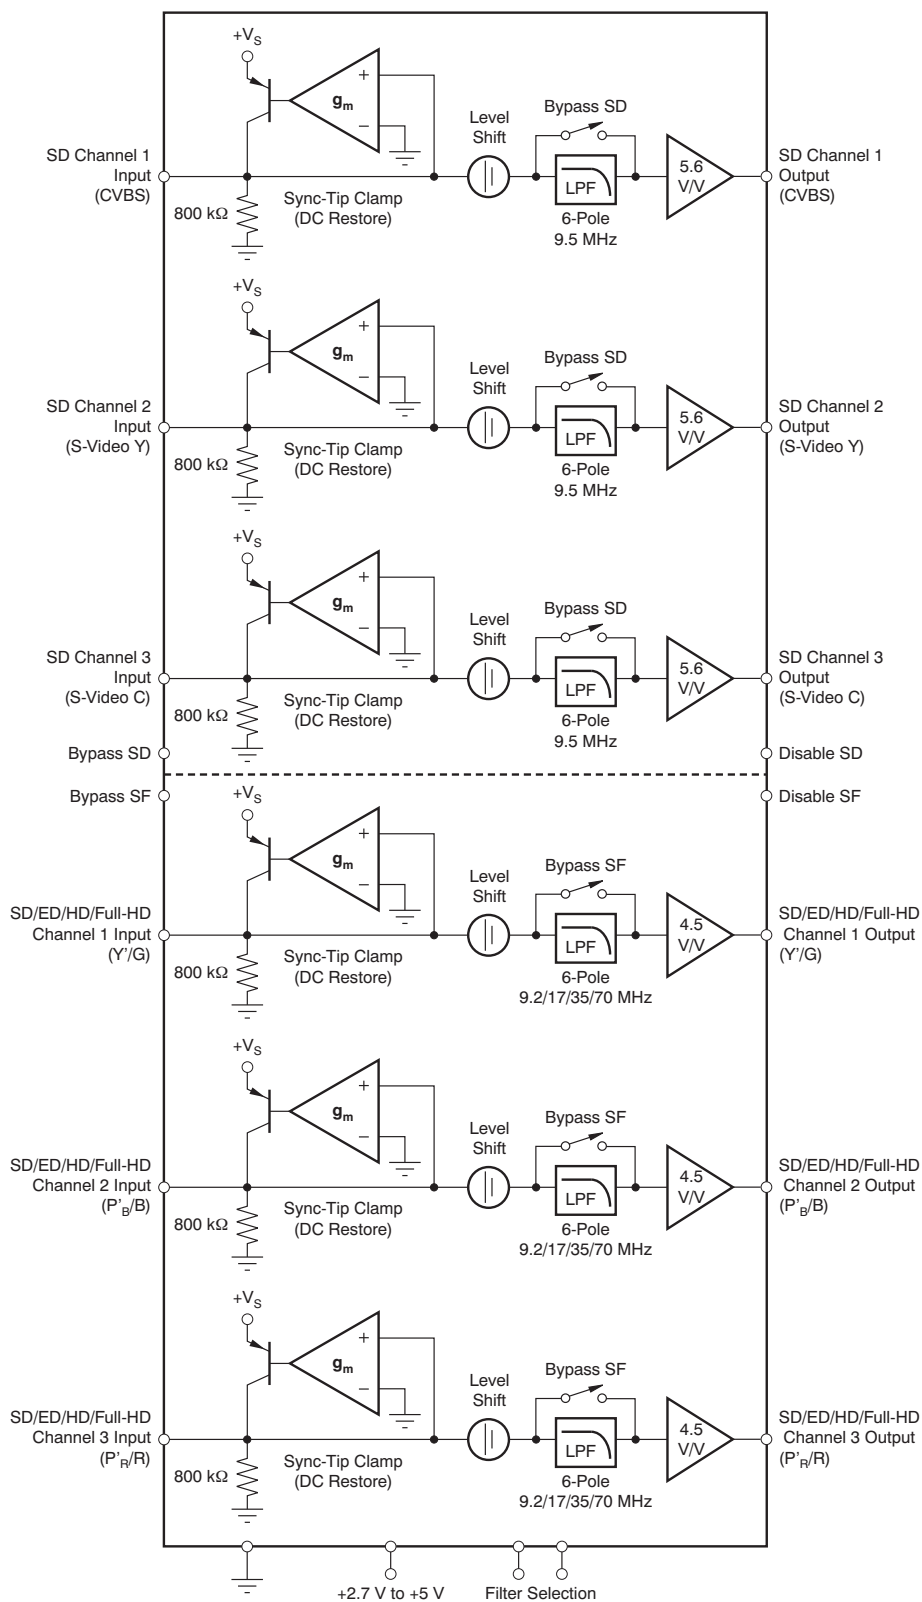 +VS
+
gm
−
Level
Shift
Bypass SD
SD Channel 1
Input
(CVBS)
800 kΩ
Sync-Tip Clamp
(DC Restore)
LPF
6-Pole
9.5 MHz
5.6
V/V
SD Channel 1
Output
(CVBS)
+VS
+
gm
−
Level
Shift
Bypass SD
SD Channel 2
Input
(S-Video Y)
800 kΩ
Sync-Tip Clamp
(DC Restore)
LPF
6-Pole
9.5 MHz
5.6
V/V
SD Channel 2
Output
(S-Video Y)
+VS
+
gm
−
Level
Shift
Bypass SD
SD Channel 3
Input
(S-Video C)
800 kΩ
Sync-Tip Clamp
(DC Restore)
LPF
6-Pole
9.5 MHz
5.6
V/V
SD Channel 3
Output
(S-Video C)
Bypass SD
Disable SD
Bypass SF
Disable SF
+VS
+
gm
−
Level
Shift
Bypass SF
SD/ED/HD/Full-HD
Channel 1 Input
(Y'/G)
800 kΩ
Sync-Tip Clamp
(DC Restore)
LPF
6-Pole
9.2/17/35/70 MHz
4.5
V/V
SD/ED/HD/Full-HD
Channel 1 Output
(Y'/G)
+VS
+
gm
−
Level
Shift
Bypass SF
SD/ED/HD/Full-HD
Channel 2 Input
(P'B/B)
800 kΩ
Sync-Tip Clamp
(DC Restore)
LPF
6-Pole
9.2/17/35/70 MHz
4.5
V/V
SD/ED/HD/Full-HD
Channel 2 Output
(P'B/B)
+VS
+
gm
−
Level
Shift
Bypass SF
SD/ED/HD/Full-HD
Channel 3 Input
(P'R/R)
800 kΩ
Sync-Tip Clamp
(DC Restore)
LPF
6-Pole
9.2/17/35/70 MHz
4.5
V/V
SD/ED/HD/Full-HD
Channel 3 Output
(P'R/R)
+2.7 V to +5 V
Filter Selection